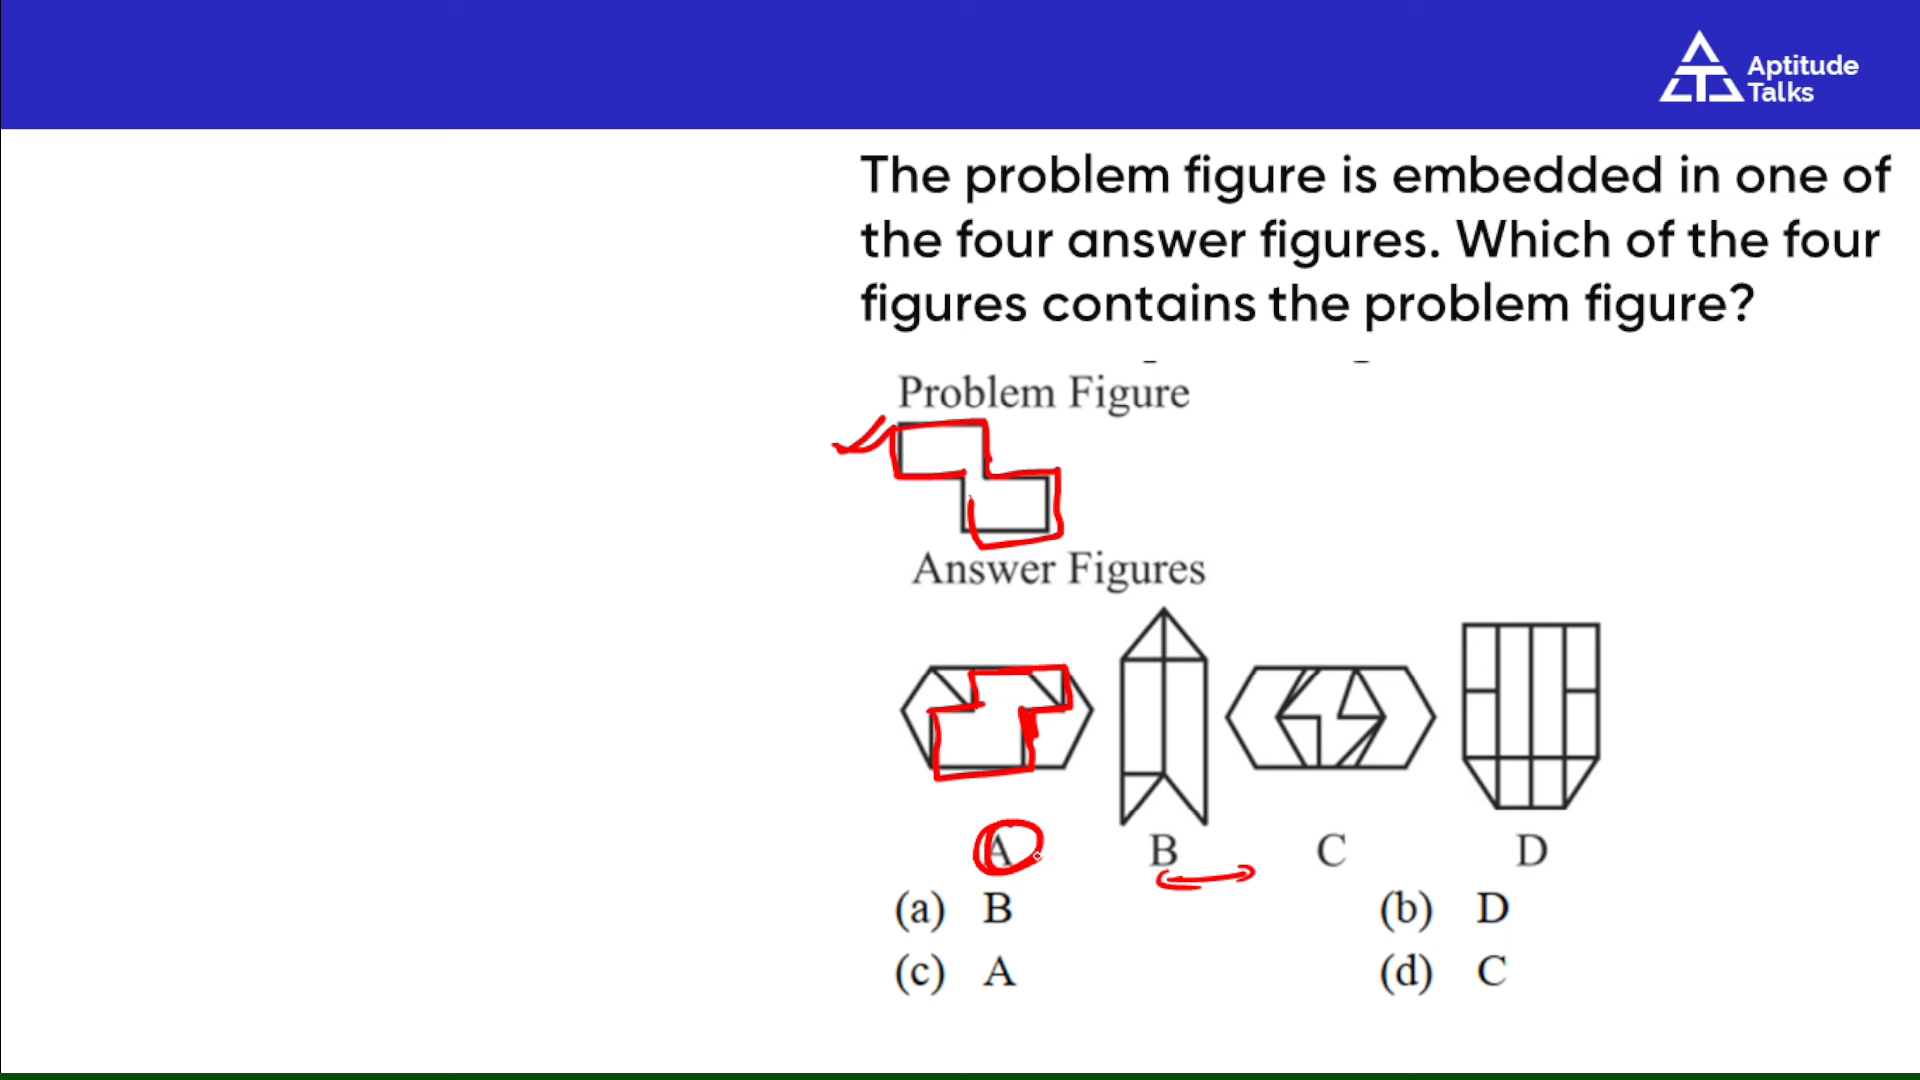 Aptitude
Talks
The problem figure is embedded in one of
the four answer figures. Which of the four
figures contains the problem figure?
Problem Figure
Answer Figures
A B C D
(a) B (b) D
(c) A (d) C